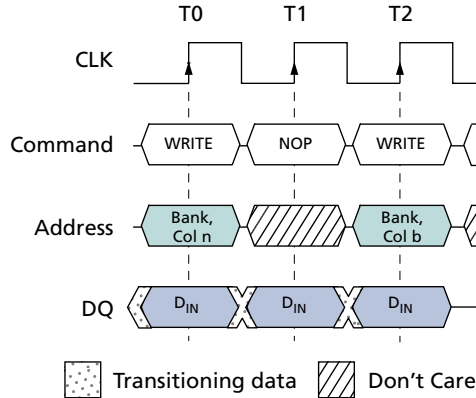 T0 T1 T2
CLK
Command WRITE NOP WRITE
Address Bank, Col n Bank, Col b
DQ DIN DIN DIN
Transitioning data Don't Care